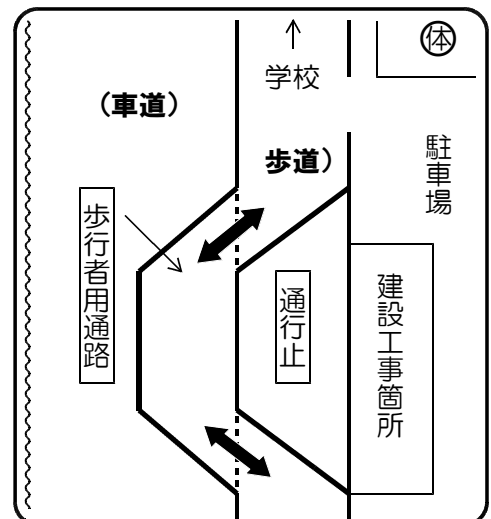 ㊍体
学校
（車道）
歩道）
駐車場
歩行者用通路
通行止
建設工事箇所